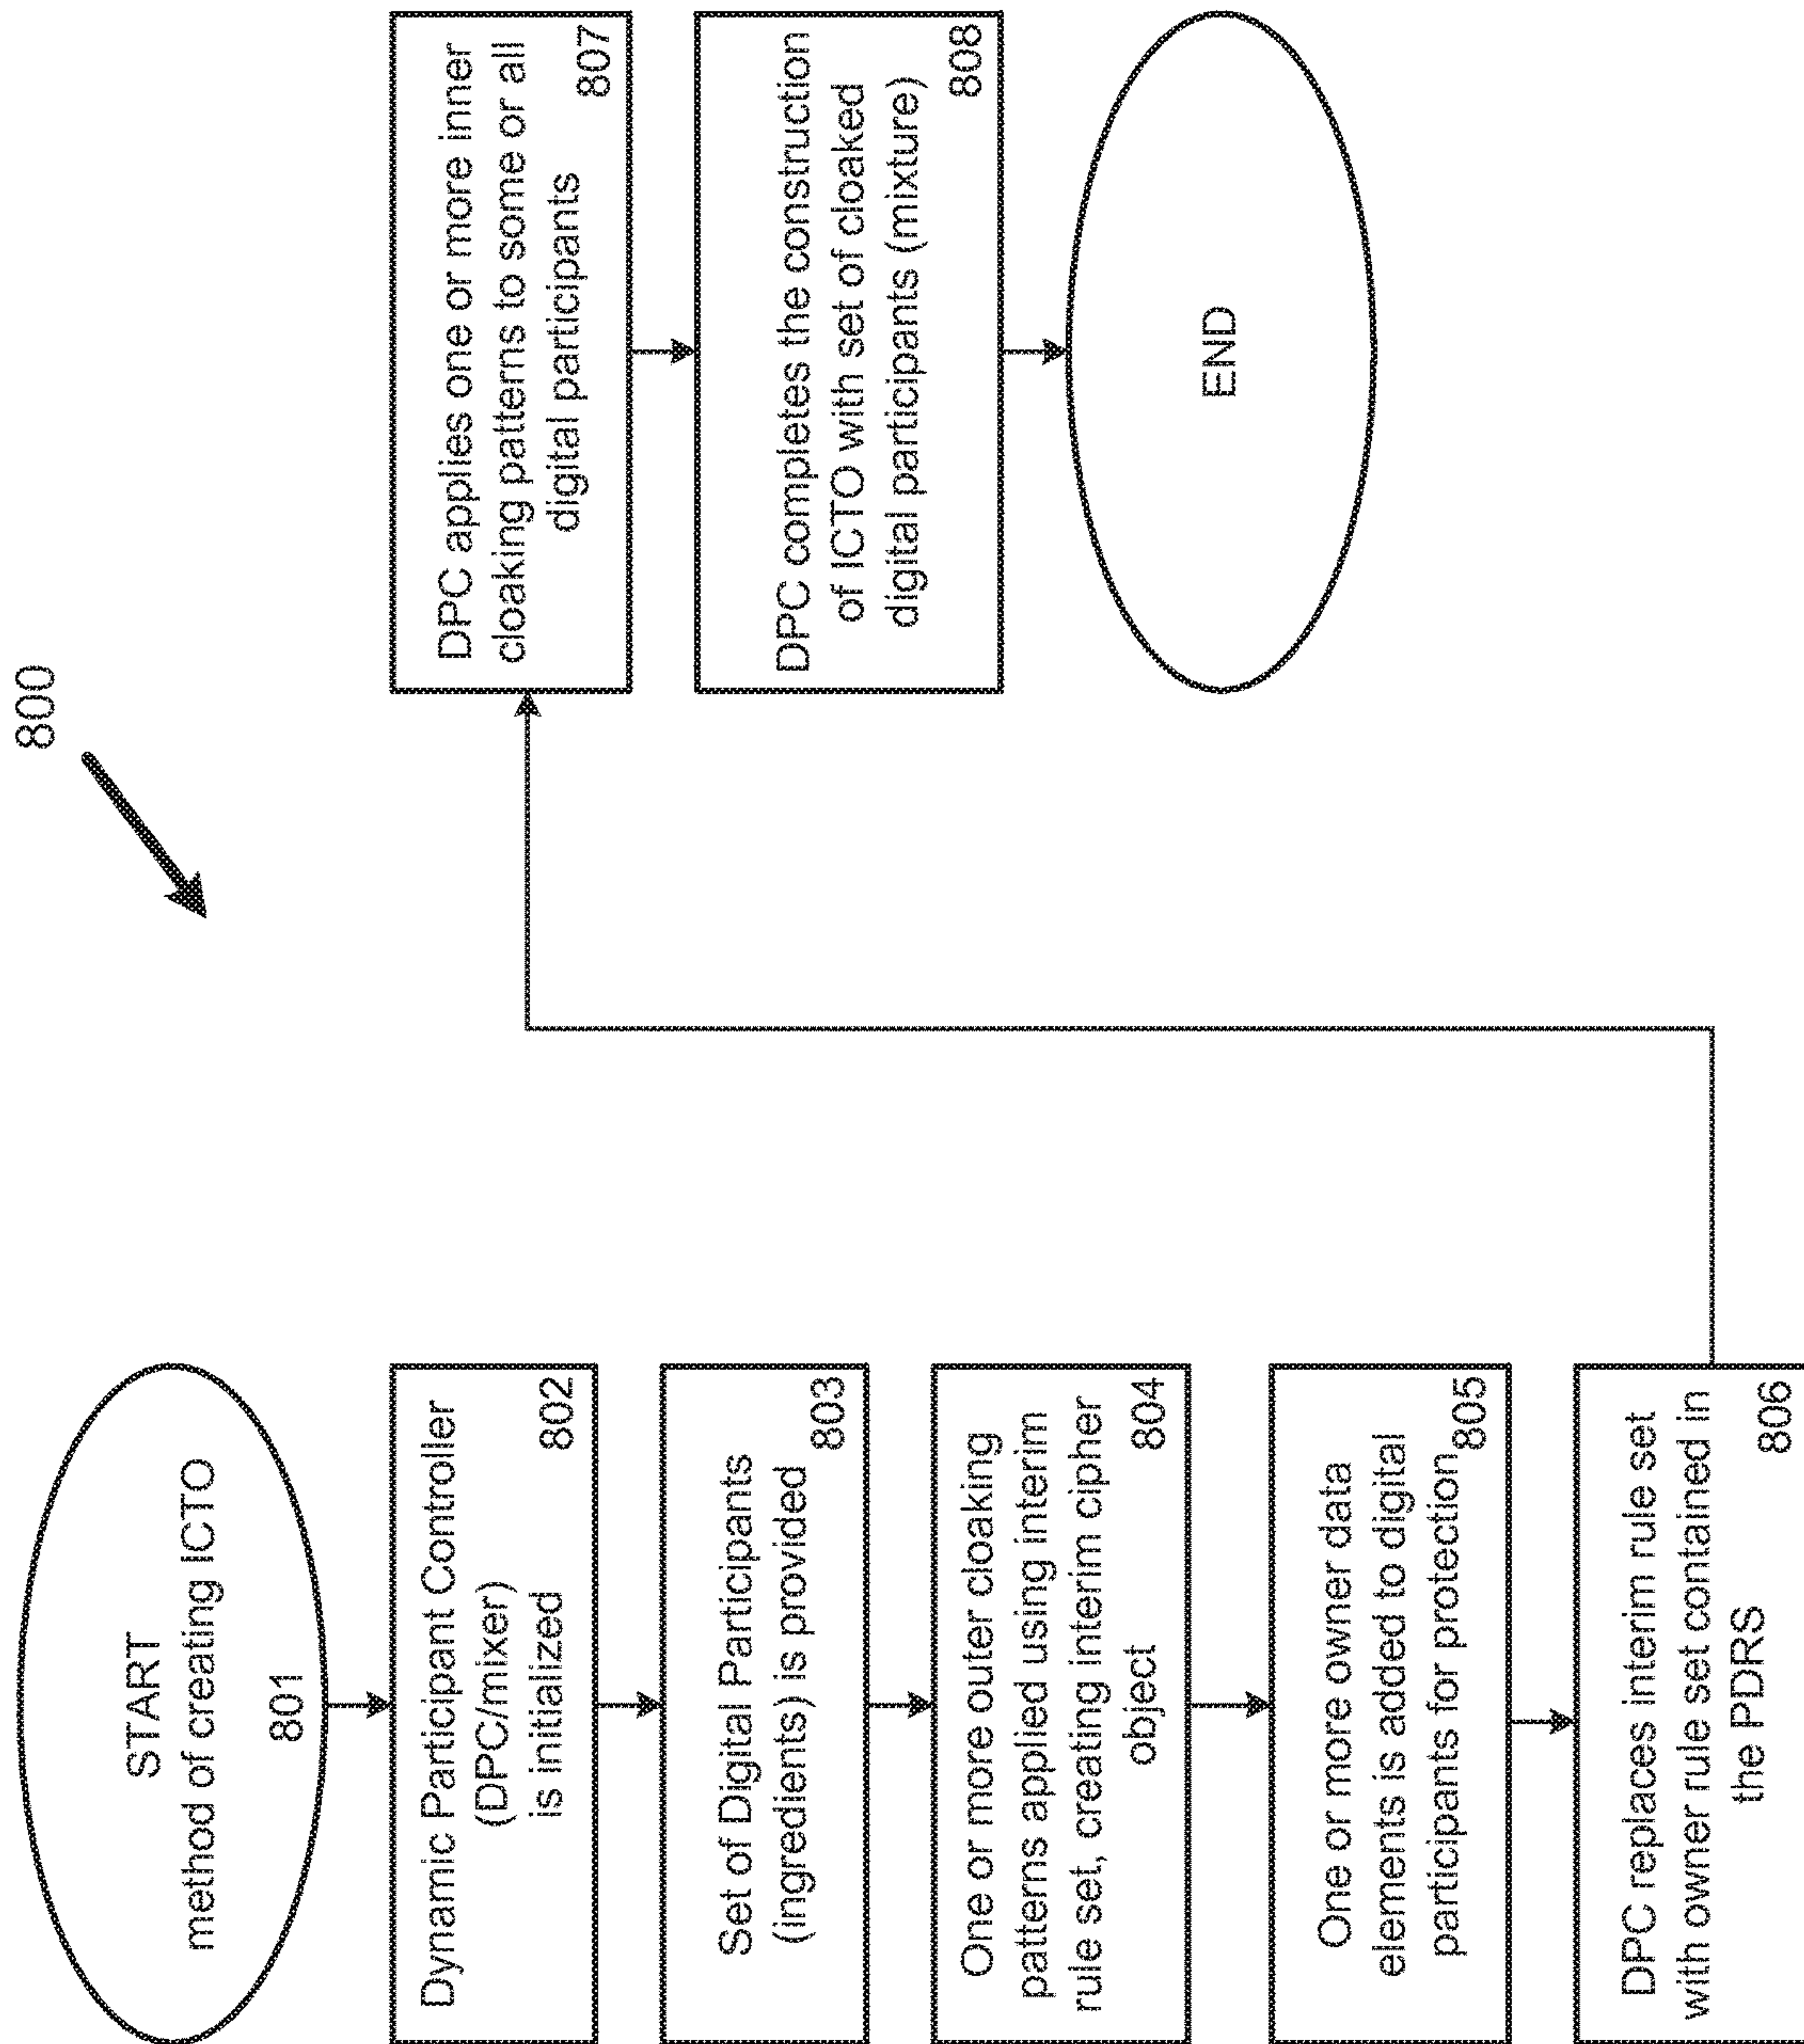 800
START
method of creating ICTO
801
Dynamic Participant Controller
(DPC/mixer)
is initialized
802
Set of Digital Participants
(ingredients) is provided
803
One or more outer cloaking
patterns applied using interim
rule set, creating interim cipher
object
804
One or more owner data
elements is added to digital
participants for protection
805
DPC replaces interim rule set
with owner rule set contained in
the PDRS
806
DPC applies one or more inner
cloaking patterns to some or all
digital participants
807
DPC completes the construction
of ICTO with set of cloaked
digital participants (mixture)
808
END